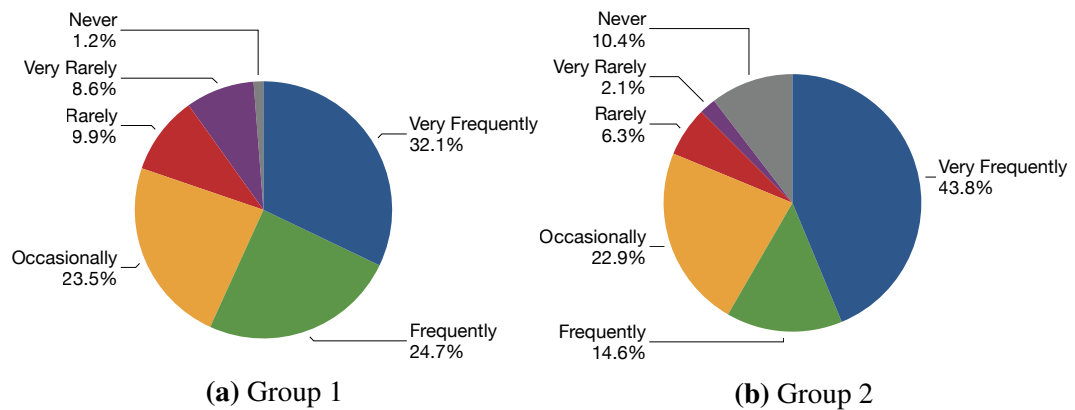 Never
1.2%
Very Rarely
8.6%
Rarely
9.9%
Very Frequently
32.1%
Occasionally
23.5%
Frequently
24.7%
(a) Group 1
Never
10.4%
Very Rarely
2.1%
Rarely
6.3%
Very Frequently
43.8%
Occasionally
22.9%
Frequently
14.6%
(b) Group 2